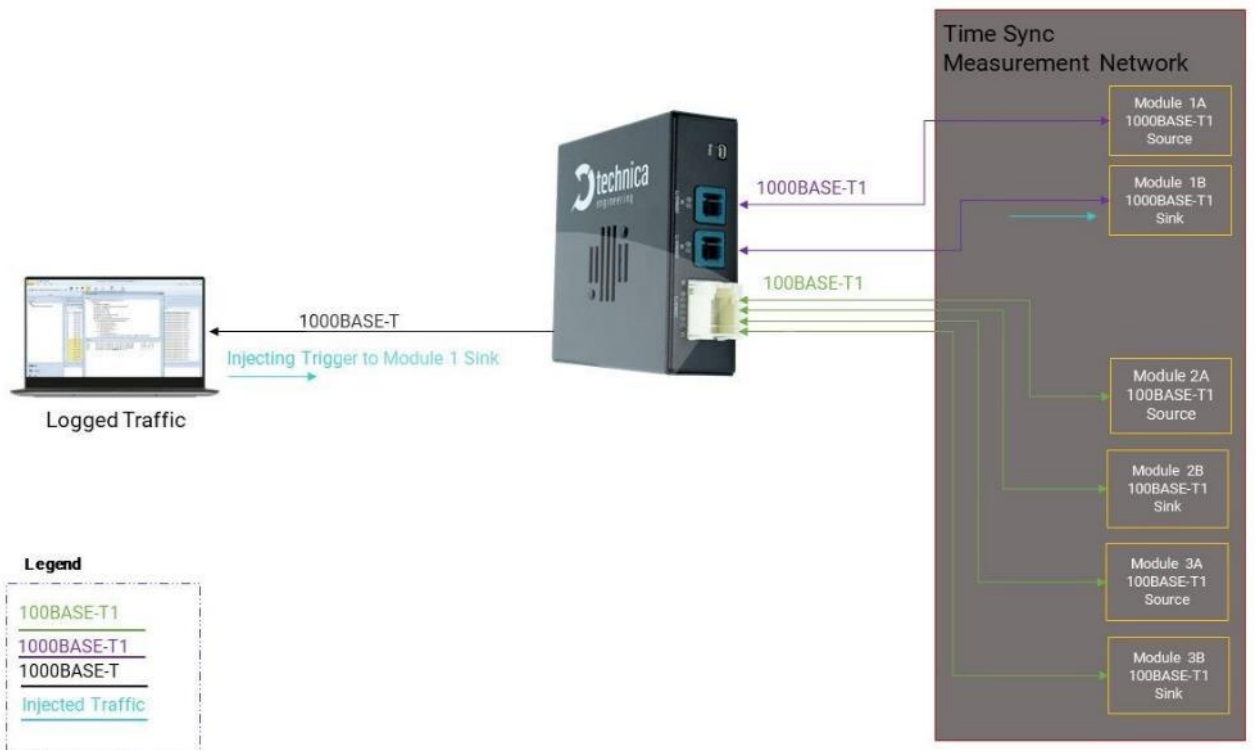 Time Sync
Measurement Network
Module 1A
1000BASE-T1
Source
Module 1B
1000BASE-T1
Sink
technica
engineering
1000BASE-T1
100BASE-T1
1000BASE-T
Injecting Trigger to Module 1 Sink
Logged Traffic
Module 2A
100BASE-T1
Source
Module 2B
100BASE-T1
Sink
Module 3A
100BASE-T1
Source
Module 3B
100BASE-T1
Sink
Legend
100BASE-T1
1000BASE-T1
1000BASE-T
Injected Traffic